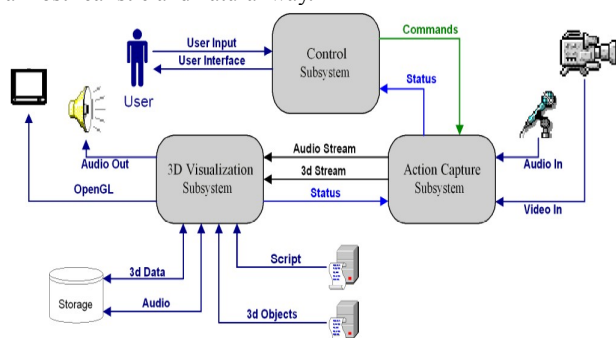 User Input
User Interface
User
Control
Subsystem
Commands
Status
Audio Out
OpenGL
3D Visualization
Subsystem
Audio Stream
3d Stream
Status
Action Capture
Subsystem
Audio In
Video In
3d Data
Storage
Audio
Script
3d Objects